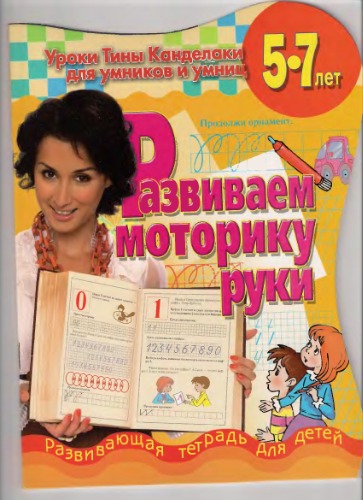 Уроки Тины Канделаки
для умников и умниц
5-7 лет
Продолжи орнамент.
Развиваем
моторику
руки
0
1
1234567890
1234567890
Развивающая тетрадь для детей